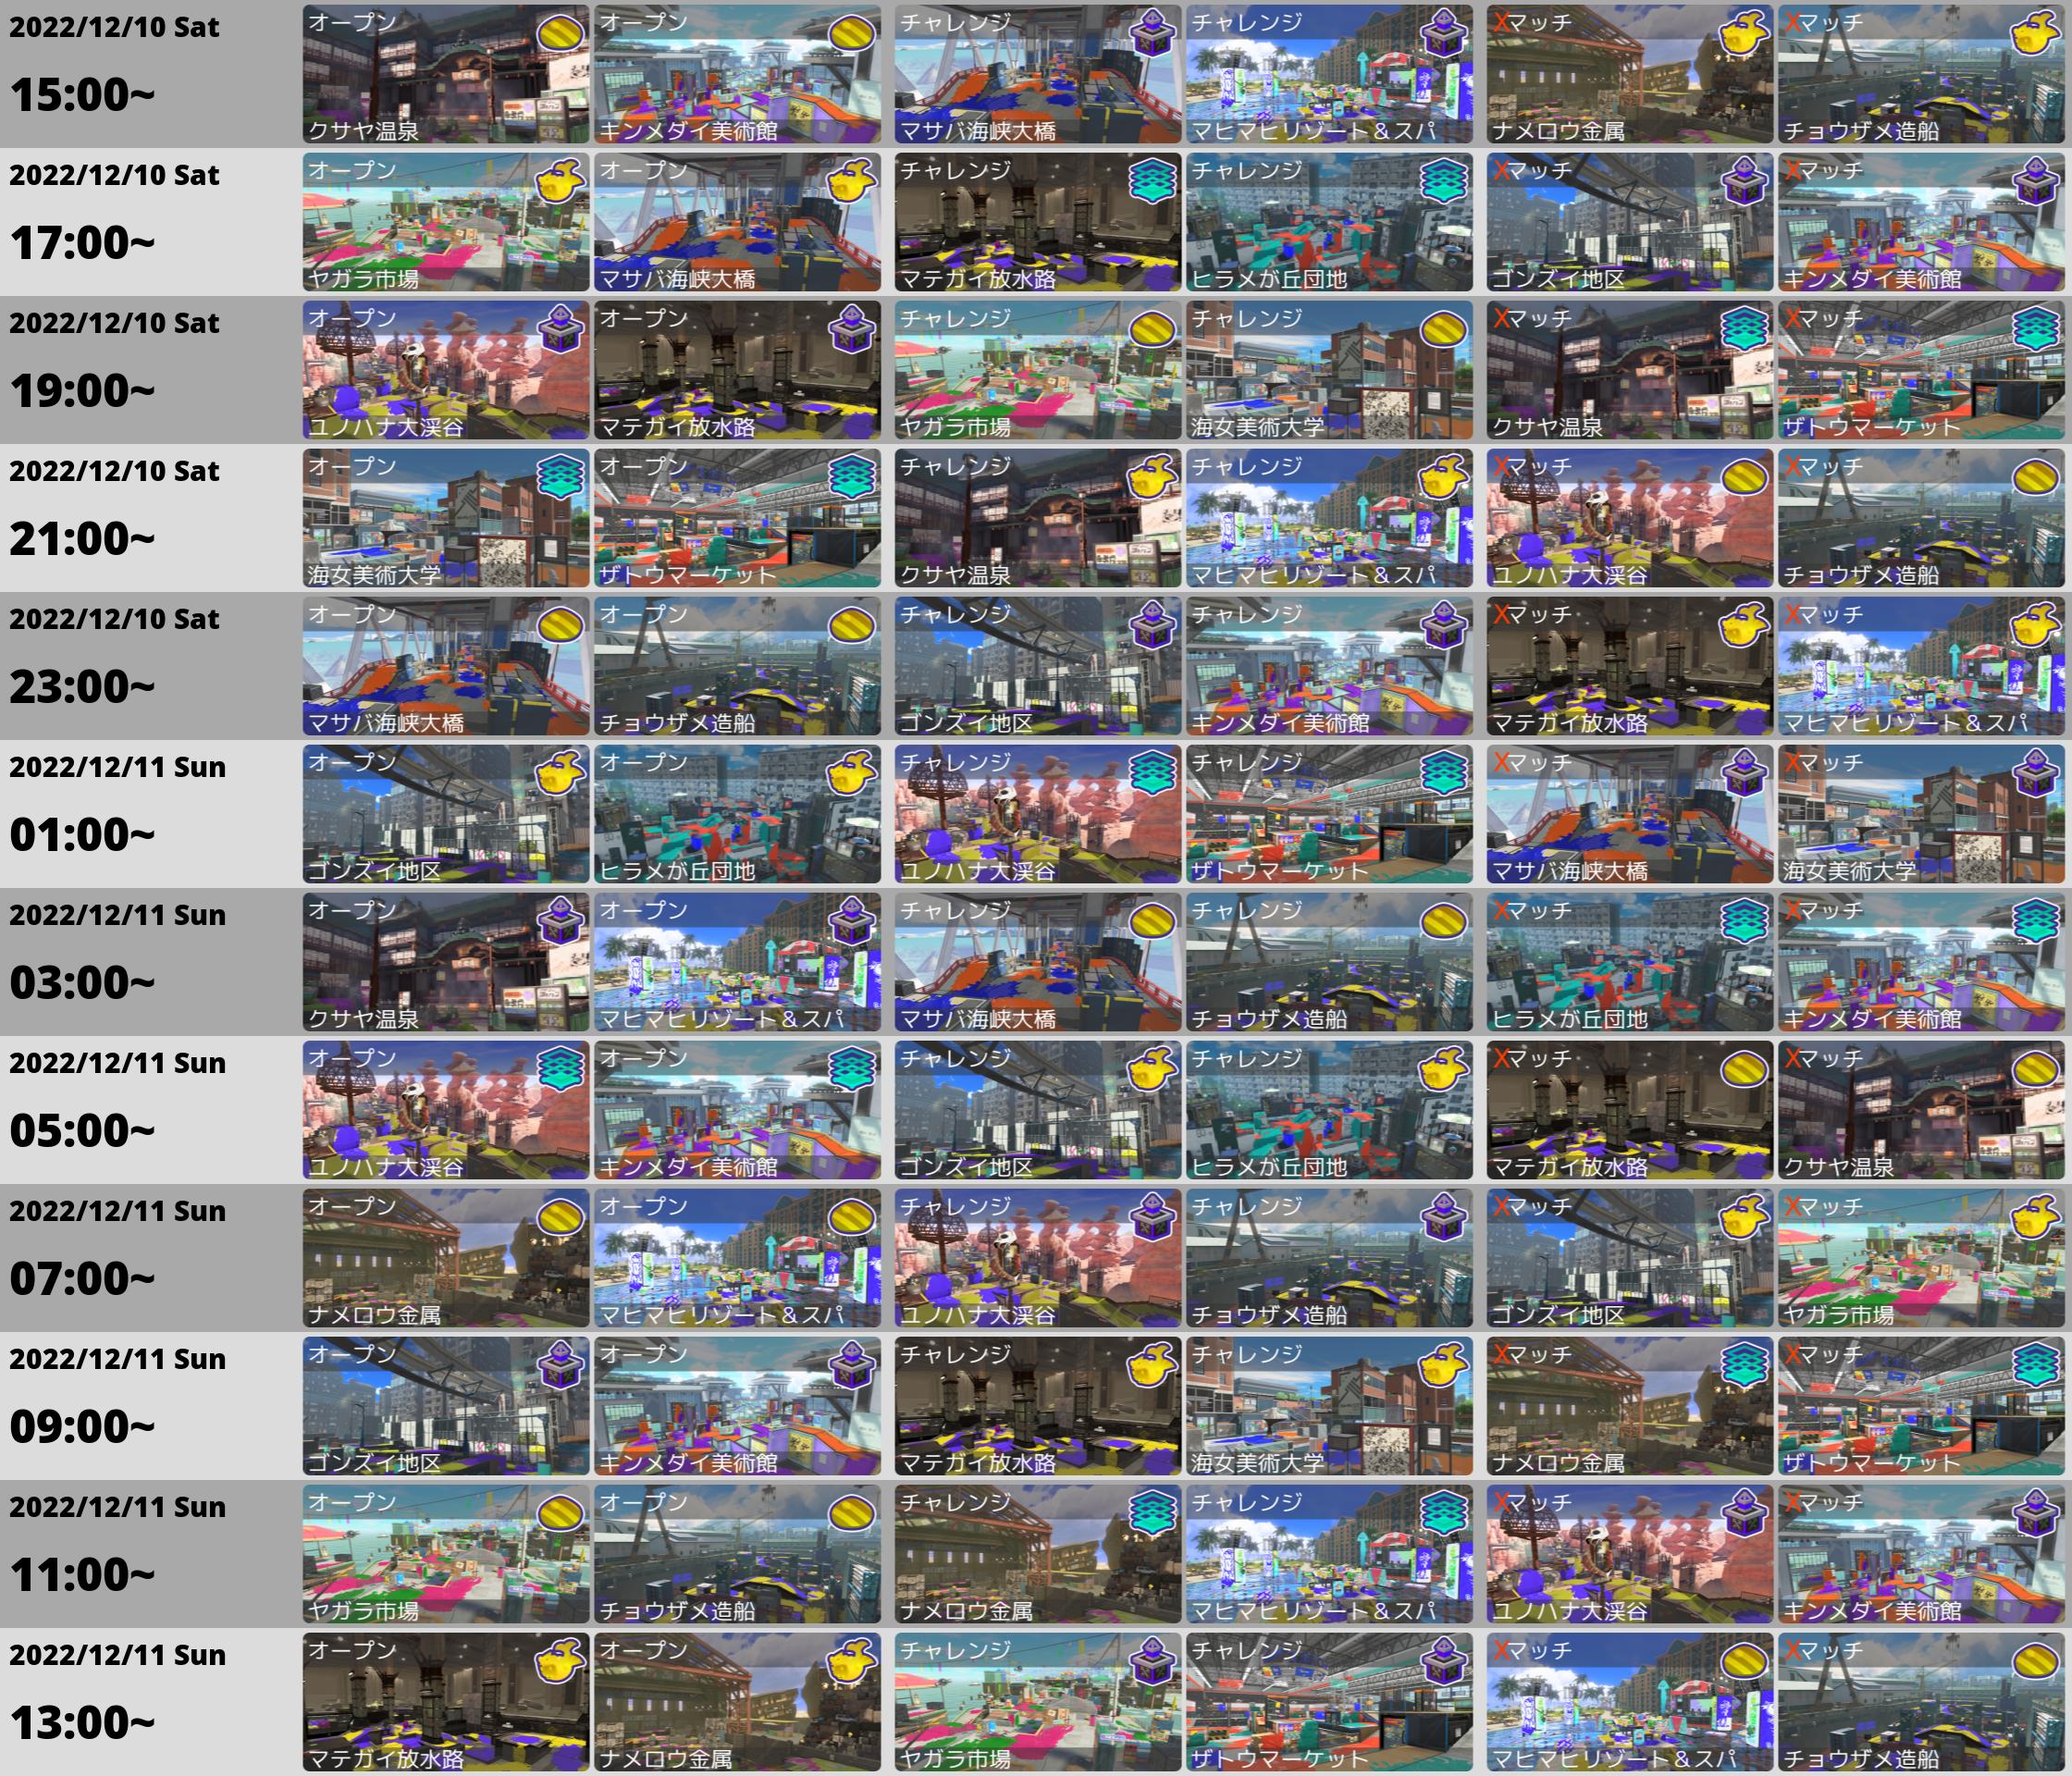 2022/12/10 Sat
15:00~
オープン オープン チャレンジ チャレンジ Xマッチ Xマッチ
クサヤ温泉 キンメダイ美術館 マサバ海峡大橋 マヒマヒリゾート＆スパ ナメロウ金属 チョウザメ造船
2022/12/10 Sat
17:00~
オープン オープン チャレンジ チャレンジ Xマッチ Xマッチ
ヤガラ市場 マサバ海峡大橋 マテガイ放水路 ヒラメが丘団地 ゴンズイ地区 キンメダイ美術館
2022/12/10 Sat
19:00~
オープン オープン チャレンジ チャレンジ Xマッチ Xマッチ
ユノハナ大渓谷 マテガイ放水路 ヤガラ市場 海女美術大学 クサヤ温泉 ザトウマーケット
2022/12/10 Sat
21:00~
オープン オープン チャレンジ チャレンジ Xマッチ Xマッチ
海女美術大学 ザトウマーケット クサヤ温泉 マヒマヒリゾート＆スパ ユノハナ大渓谷 チョウザメ造船
2022/12/10 Sat
23:00~
オープン オープン チャレンジ チャレンジ Xマッチ Xマッチ
マサバ海峡大橋 チョウザメ造船 ゴンズイ地区 キンメダイ美術館 マテガイ放水路 マヒマヒリゾート＆スパ
2022/12/11 Sun
01:00~
オープン オープン チャレンジ チャレンジ Xマッチ Xマッチ
ゴンズイ地区 ヒラメが丘団地 ユノハナ大渓谷 ザトウマーケット マサバ海峡大橋 海女美術大学
2022/12/11 Sun
03:00~
オープン オープン チャレンジ チャレンジ Xマッチ Xマッチ
クサヤ温泉 マヒマヒリゾート＆スパ マサバ海峡大橋 チョウザメ造船 ヒラメが丘団地 キンメダイ美術館
2022/12/11 Sun
05:00~
オープン オープン チャレンジ チャレンジ Xマッチ Xマッチ
ユノハナ大渓谷 キンメダイ美術館 ゴンズイ地区 ヒラメが丘団地 マテガイ放水路 クサヤ温泉
2022/12/11 Sun
07:00~
オープン オープン チャレンジ チャレンジ Xマッチ Xマッチ
ナメロウ金属 マヒマヒリゾート＆スパ ユノハナ大渓谷 チョウザメ造船 ゴンズイ地区 ヤガラ市場
2022/12/11 Sun
09:00~
オープン オープン チャレンジ チャレンジ Xマッチ Xマッチ
ゴンズイ地区 キンメダイ美術館 マテガイ放水路 海女美術大学 ナメロウ金属 ザトウマーケット
2022/12/11 Sun
11:00~
オープン オープン チャレンジ チャレンジ Xマッチ Xマッチ
ヤガラ市場 チョウザメ造船 ナメロウ金属 マヒマヒリゾート＆スパ ユノハナ大渓谷 キンメダイ美術館
2022/12/11 Sun
13:00~
オープン オープン チャレンジ チャレンジ Xマッチ Xマッチ
マテガイ放水路 ナメロウ金属 ヤガラ市場 ザトウマーケット マヒマヒリゾート＆スパ チョウザメ造船